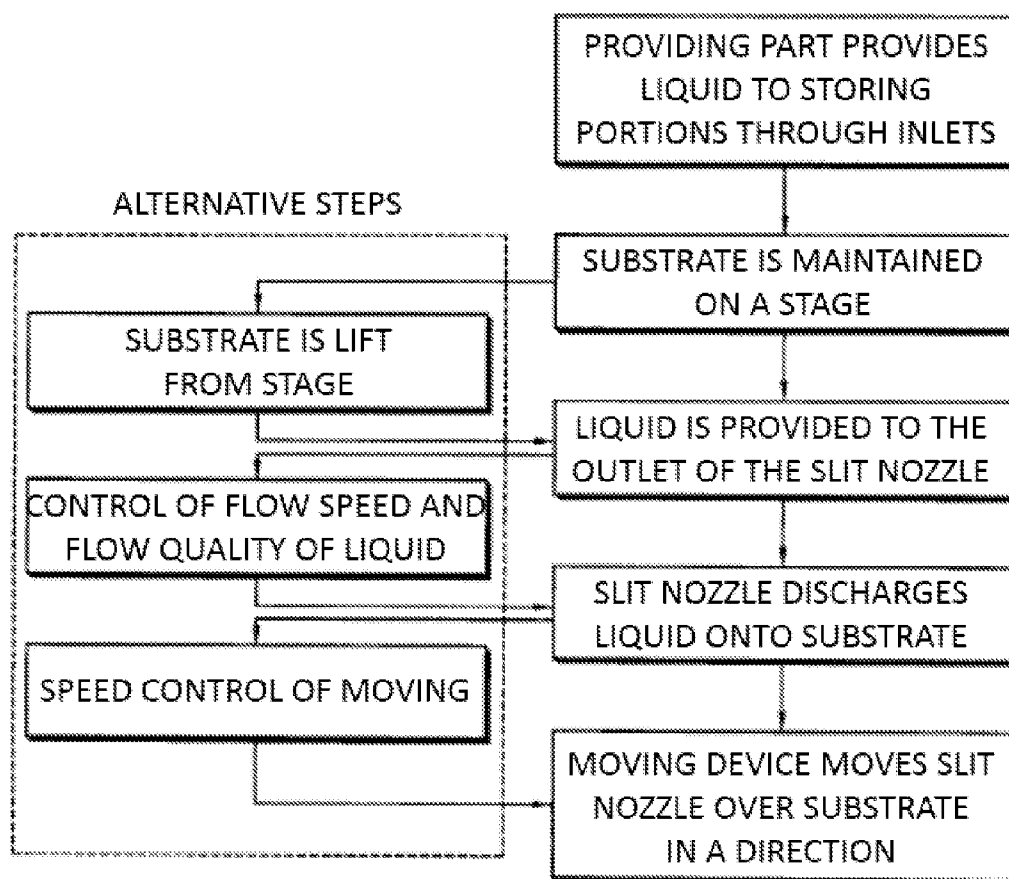 PROVIDING PART PROVIDES
LIQUID TO STORING
PORTIONS THROUGH INLETS
ALTERNATIVE STEPS
SUBSTRATE IS MAINTAINED
ON A STAGE
SUBSTRATE IS LIFT
FROM STAGE
LIQUID IS PROVIDED TO THE
OUTLET OF THE SLIT NOZZLE
CONTROL OF FLOW SPEED AND
FLOW QUALITY OF LIQUID
SLIT NOZZLE DISCHARGES
LIQUID ONTO SUBSTRATE
SPEED CONTROL OF MOVING
MOVING DEVICE MOVES SLIT
NOZZLE OVER SUBSTRATE
IN A DIRECTION